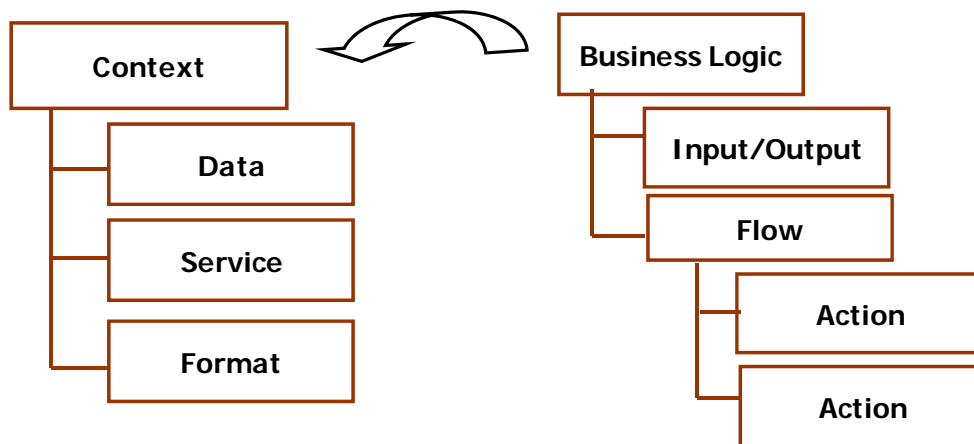 Context
Data
Service
Format
Business Logic
Input/Output
Flow
Action
Action